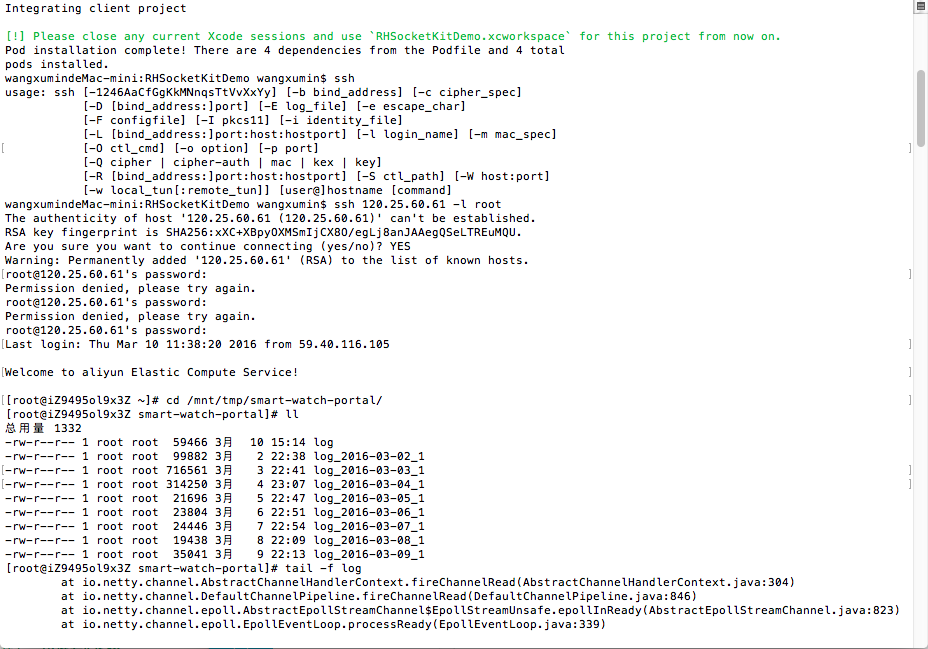 Integrating client project
[!] Please close any current Xcode sessions and use `RHSocketKitDemo.xcworkspace` for this project from now on.
Pod installation complete! There are 4 dependencies from the Podfile and 4 total
pods installed.
wangxumindeMac-mini:RHSocketKitDemo wangxumin$ ssh
usage: ssh [-1246AaCfGgKkMNnqsTtVvXxYy] [-b bind_address] [-c cipher_spec]
           [-D [bind_address:]port] [-E log_file] [-e escape_char]
           [-F configfile] [-I pkcs11] [-i identity_file]
           [-L [bind_address:]port:host:hostport] [-l login_name] [-m mac_spec]
[          [-O ctl_cmd] [-o option] [-p port]          ]
           [-Q cipher | cipher-auth | mac | kex | key]
           [-R [bind_address:]port:host:hostport] [-S ctl_path] [-W host:port]
           [-w local_tun[:remote_tun]] [user@]hostname [command]
wangxumindeMac-mini:RHSocketKitDemo wangxumin$ ssh 120.25.60.61 -l root
The authenticity of host '120.25.60.61 (120.25.60.61)' can't be established.
RSA key fingerprint is SHA256:xXC+XBpyOXMSmIjCX8O/egLj8anJAAegQSeLTREuMQU.
Are you sure you want to continue connecting (yes/no)? YES
Warning: Permanently added '120.25.60.61' (RSA) to the list of known hosts.
[root@120.25.60.61's password:          ]
Permission denied, please try again.
root@120.25.60.61's password:
Permission denied, please try again.
root@120.25.60.61's password:
[Last login: Thu Mar 10 11:38:20 2016 from 59.40.116.105          ]
[Welcome to aliyun Elastic Compute Service!          ]
[[root@iZ9495ol9x3Z ~]# cd /mnt/tmp/smart-watch-portal/          ]
[root@iZ9495ol9x3Z smart-watch-portal]# ll
总用量 1332
-rw-r--r-- 1 root root  59466 3月  10 15:14 log
-rw-r--r-- 1 root root  99882 3月   2 22:38 log_2016-03-02_1
[-rw-r--r-- 1 root root 716561 3月   3 22:41 log_2016-03-03_1          ]
[-rw-r--r-- 1 root root 314250 3月   4 23:07 log_2016-03-04_1          ]
-rw-r--r-- 1 root root  21696 3月   5 22:47 log_2016-03-05_1
-rw-r--r-- 1 root root  23804 3月   6 22:51 log_2016-03-06_1
-rw-r--r-- 1 root root  24446 3月   7 22:54 log_2016-03-07_1
-rw-r--r-- 1 root root  19438 3月   8 22:09 log_2016-03-08_1
-rw-r--r-- 1 root root  35041 3月   9 22:13 log_2016-03-09_1
[root@iZ9495ol9x3Z smart-watch-portal]# tail -f log
        at io.netty.channel.AbstractChannelHandlerContext.fireChannelRead(AbstractChannelHandlerContext.java:304)
        at io.netty.channel.DefaultChannelPipeline.fireChannelRead(DefaultChannelPipeline.java:846)
        at io.netty.channel.epoll.AbstractEpollStreamChannel$EpollStreamUnsafe.epollInReady(AbstractEpollStreamChannel.java:823)
        at io.netty.channel.epoll.EpollEventLoop.processReady(EpollEventLoop.java:339)